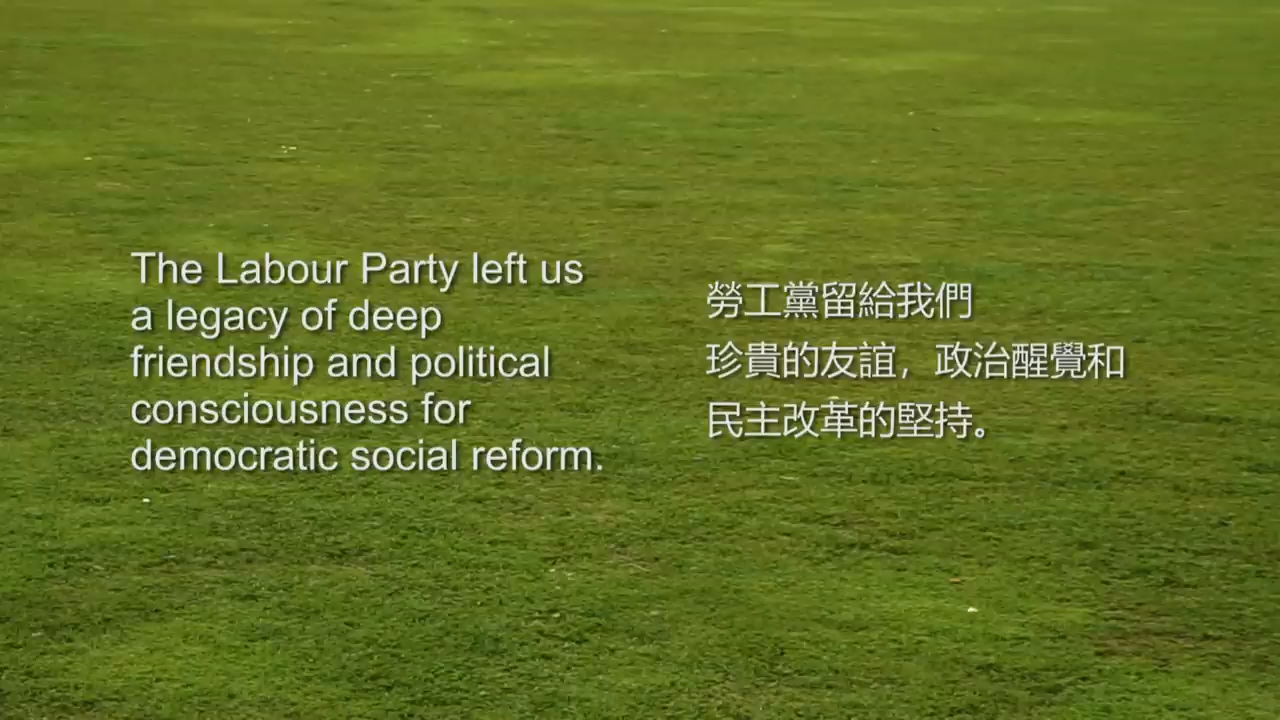 The Labour Party left us
a legacy of deep
friendship and political
consciousness for
democratic social reform.
勞工黨留給我們
珍貴的友誼，政治醒覺和
民主改革的堅持。